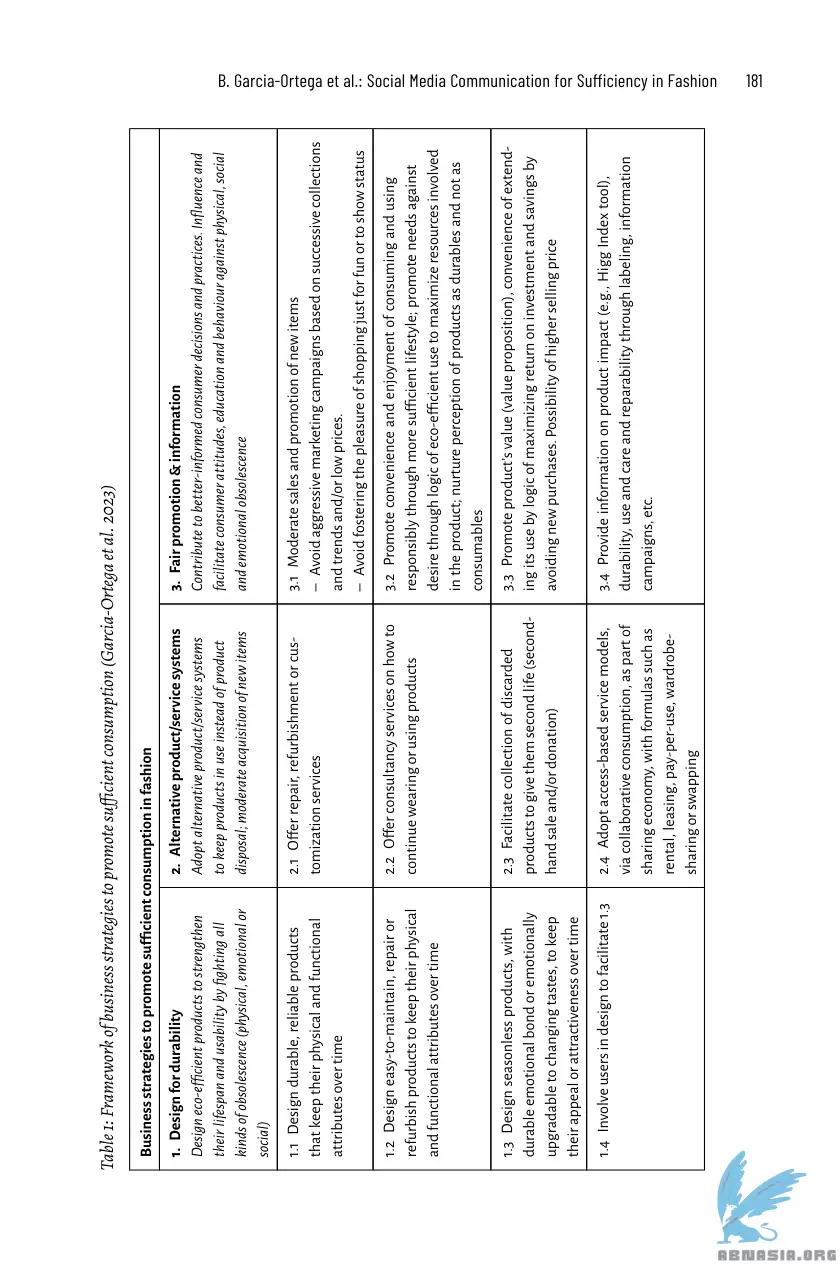 B. Garcia-Ortega et al.: Social Media Communication for Sufficiency in Fashion 181
Table 1: Framework of business strategies to promote sufficient consumption (Garcia-Ortega et al. 2023)
Business strategies to promote sufficient consumption in fashion
1. Design for durability
Design eco-efficient products to strengthen
their lifespan and usability by fighting all
kinds of obsolescence (physical, emotional or
social)
2. Alternative product/service systems
Adopt alternative product/service systems
to keep products in use instead of product
disposal; moderate acquisition of new items
3. Fair promotion & information
Contribute to better-informed consumer decisions and practices. Influence and
facilitate consumer attitudes, education and behaviour against physical, social
and emotional obsolescence
1.1 Design durable, reliable products
that keep their physical and functional
attributes over time
2.1 Offer repair, refurbishment or cus-
tomization services
3.1 Moderate sales and promotion of new items
– Avoid aggressive marketing campaigns based on successive collections
and trends and/or low prices.
– Avoid fostering the pleasure of shopping just for fun or to show status
1.2 Design easy-to-maintain, repair or
refurbish products to keep their physical
and functional attributes over time
2.2 Offer consultancy services on how to
continue wearing or using products
3.2 Promote convenience and enjoyment of consuming and using
responsibly through more sufficient lifestyle; promote needs against
desire through logic of eco-efficient use to maximize resources involved
in the product; nurture perception of products as durables and not as
consumables
1.3 Design seasonless products, with
durable emotional bond or emotionally
upgradable to changing tastes, to keep
their appeal or attractiveness over time
2.3 Facilitate collection of discarded
products to give them second life (second-
hand sale and/or donation)
3.3 Promote product's value (value proposition), convenience of extend-
ing its use by logic of maximizing return on investment and savings by
avoiding new purchases. Possibility of higher selling price
1.4 Involve users in design to facilitate 1.3
2.4 Adopt access-based service models,
via collaborative consumption, as part of
sharing economy, with formulas such as
rental, leasing, pay-per-use, wardrobe-
sharing or swapping
3.4 Provide information on product impact (e.g., Higg Index tool),
durability, use and care and reparability through labeling, information
campaigns, etc.
ABNASIA.ORG